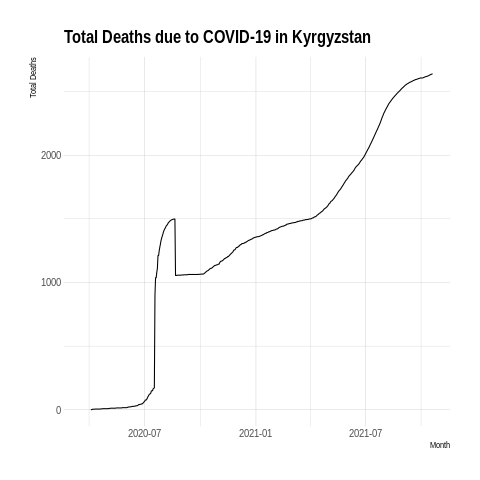 Total Deaths due to COVID-19 in Kyrgyzstan
Total Deaths
2000
1000
0
2020-07 2021-01 2021-07
Month